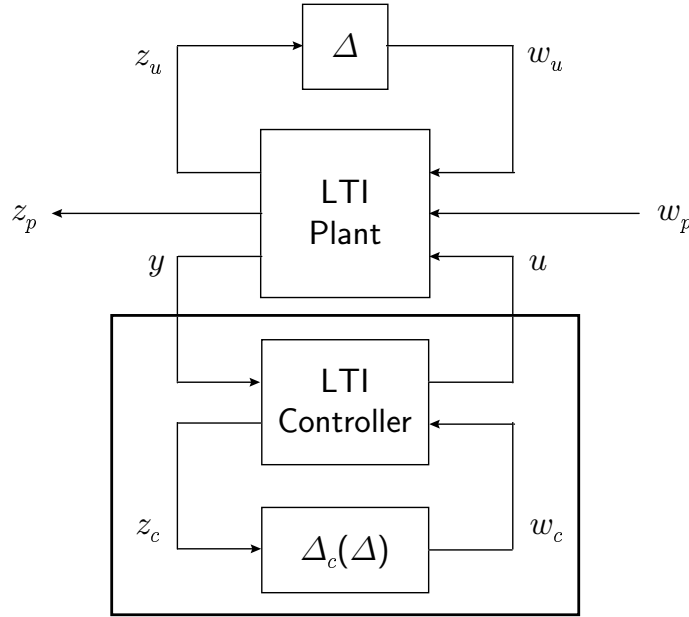 z_u
Δ
w_u
LTI
Plant
z_p
w_p
y
u
LTI
Controller
z_c
Δ_c(Δ)
w_c